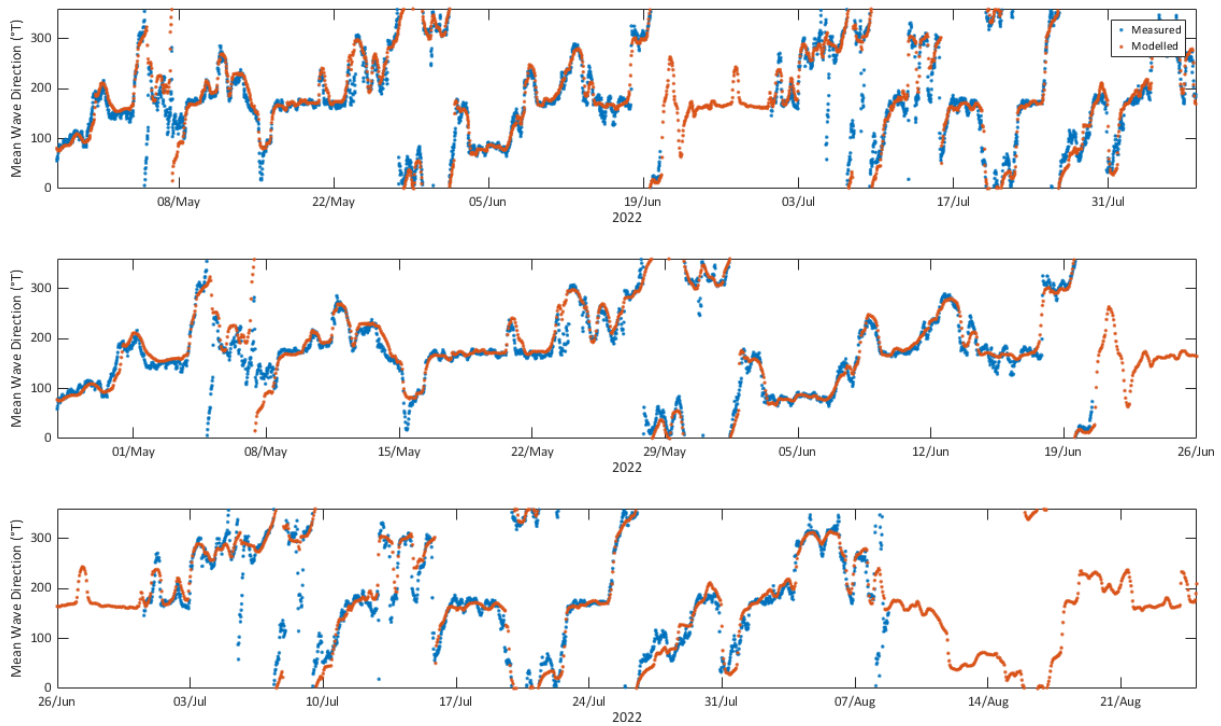 Mean Wave Direction (°T)
300
200
100
0
Measured
Modelled
08/May 22/May 05/Jun 19/Jun 03/Jul 17/Jul 31/Jul
2022
Mean Wave Direction (°T)
300
200
100
0
01/May 08/May 15/May 22/May 29/May 05/Jun 12/Jun 19/Jun 26/Jun
2022
Mean Wave Direction (°T)
300
200
100
0
26/Jun 03/Jul 10/Jul 17/Jul 24/Jul 31/Jul 07/Aug 14/Aug 21/Aug
2022